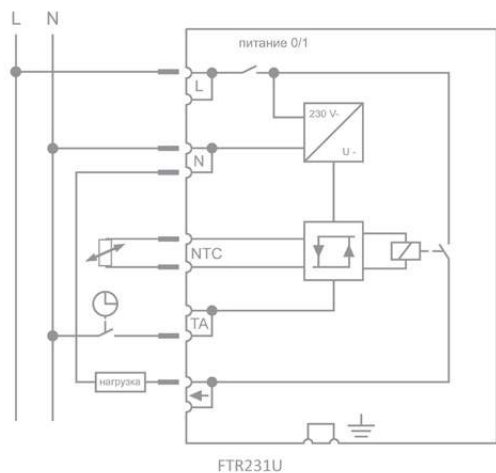 L N
питание 0/1
L
230 V-
U -
N
NTC
TA
нагрузка
FTR231U